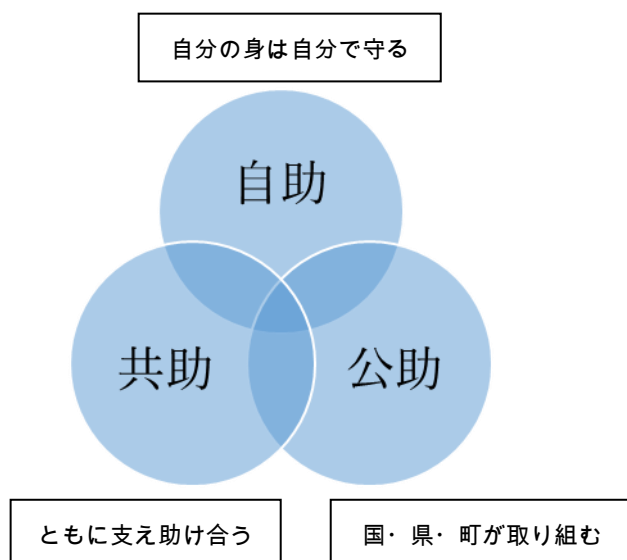 自分の身は自分で守る
自助
共助
公助
ともに支え助け合う
国・県・町が取り組む